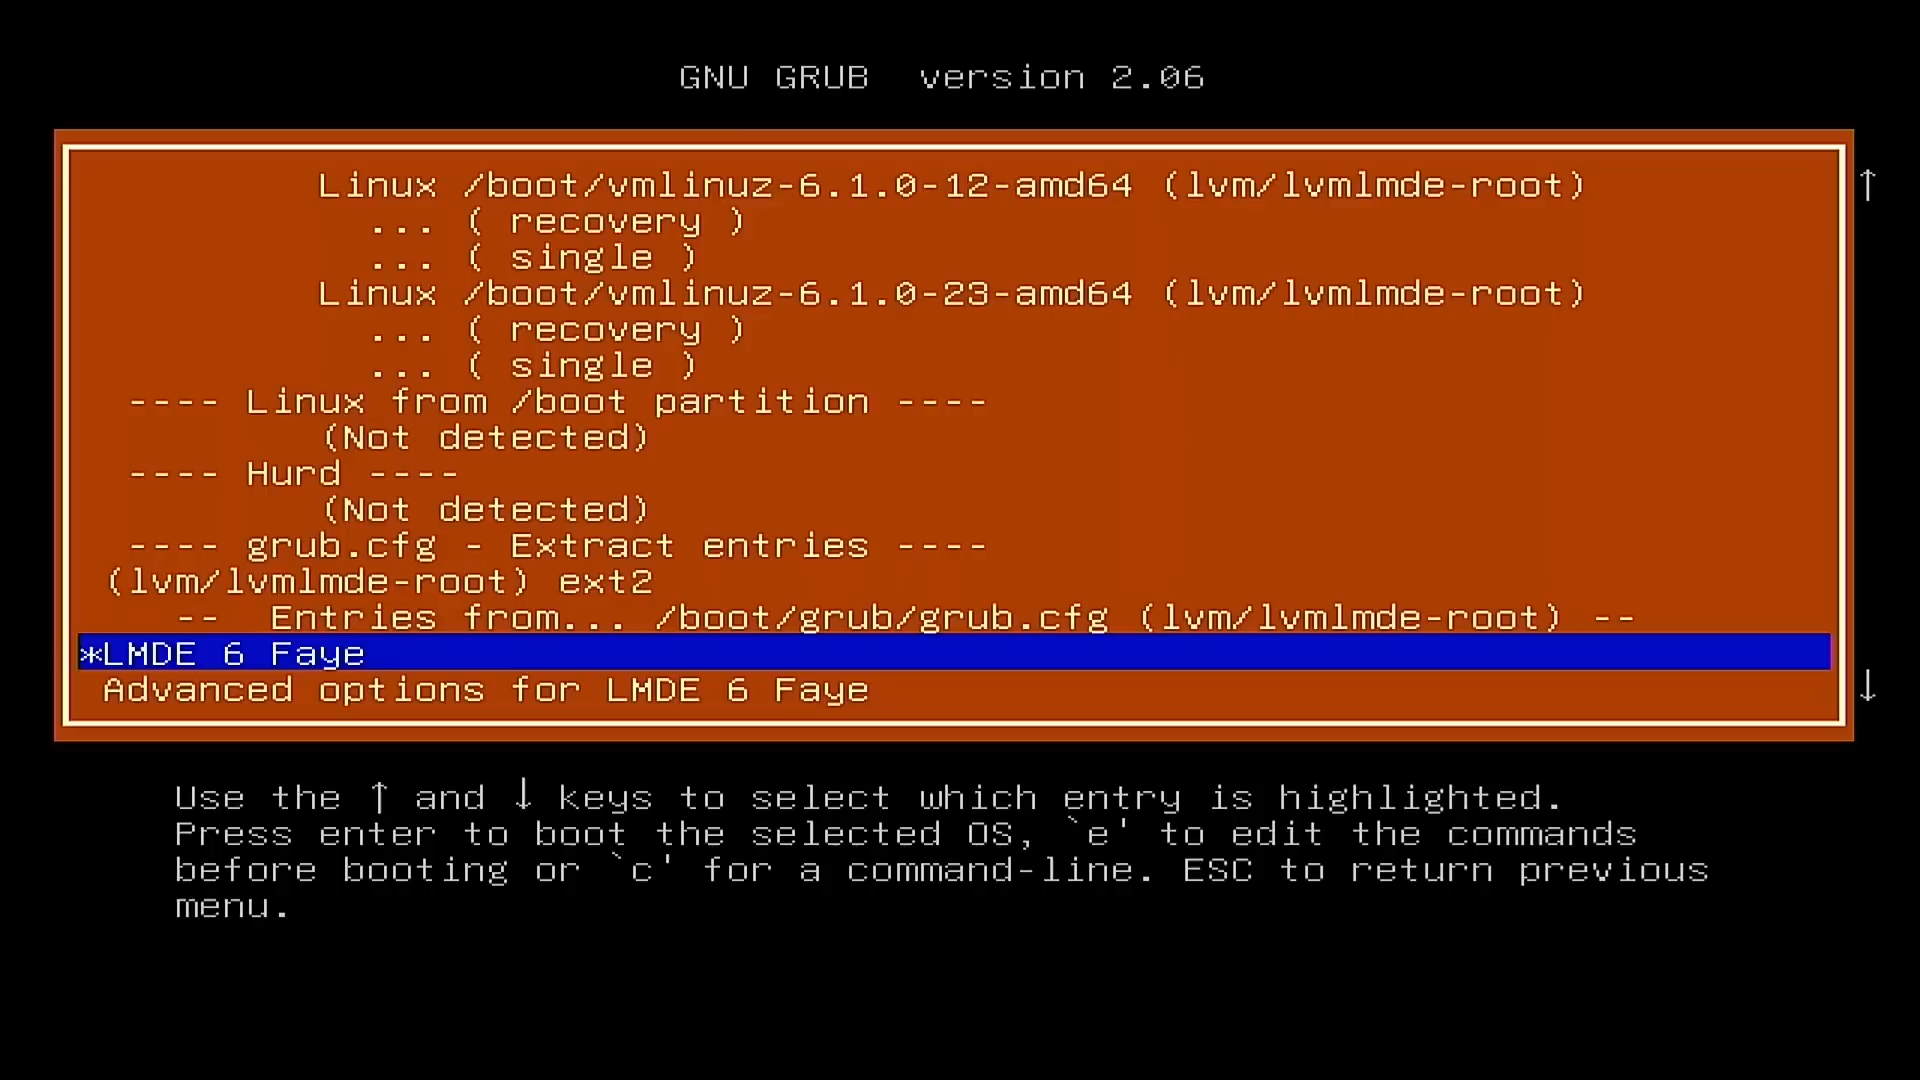 GNU GRUB  version 2.06
Linux /boot/vmlinuz-6.1.0-12-amd64 (lvm/lvmlmde-root)
... ( recovery )
... ( single )
Linux /boot/vmlinuz-6.1.0-23-amd64 (lvm/lvmlmde-root)
... ( recovery )
... ( single )
---- Linux from /boot partition ----
(Not detected)
---- Hurd ----
(Not detected)
---- grub.cfg - Extract entries ----
(lvm/lvmlmde-root) ext2
--  Entries from... /boot/grub/grub.cfg (lvm/lvmlmde-root) --
*LMDE 6 Faye
Advanced options for LMDE 6 Faye
↑
↓
Use the ↑ and ↓ keys to select which entry is highlighted.
Press enter to boot the selected OS, `e' to edit the commands
before booting or `c' for a command-line. ESC to return previous
menu.